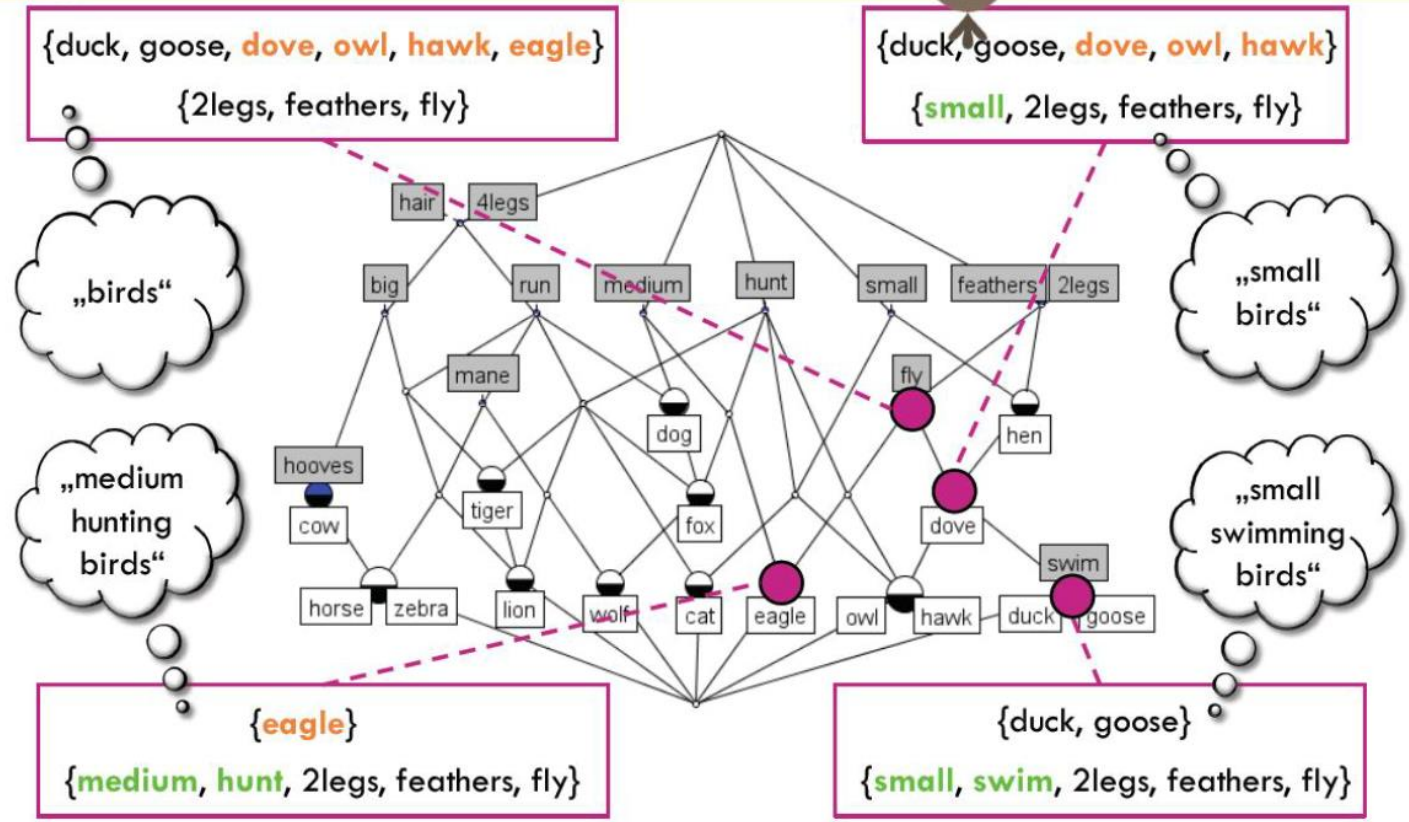 {duck, goose, dove, owl, hawk, eagle}
{2legs, feathers, fly}
{duck, goose, dove, owl, hawk}
{small, 2legs, feathers, fly}
hair
4legs
„birds“
„small
birds“
big
run
medium
hunt
small
feathers
2legs
mane
fly
dog
hen
hooves
„medium
hunting
birds“
„small
swimming
birds“
cow
tiger
fox
dove
swim
horse
zebra
lion
wolf
cat
eagle
owl
hawk
duck
goose
{eagle}
{medium, hunt, 2legs, feathers, fly}
{duck, goose}
{small, swim, 2legs, feathers, fly}